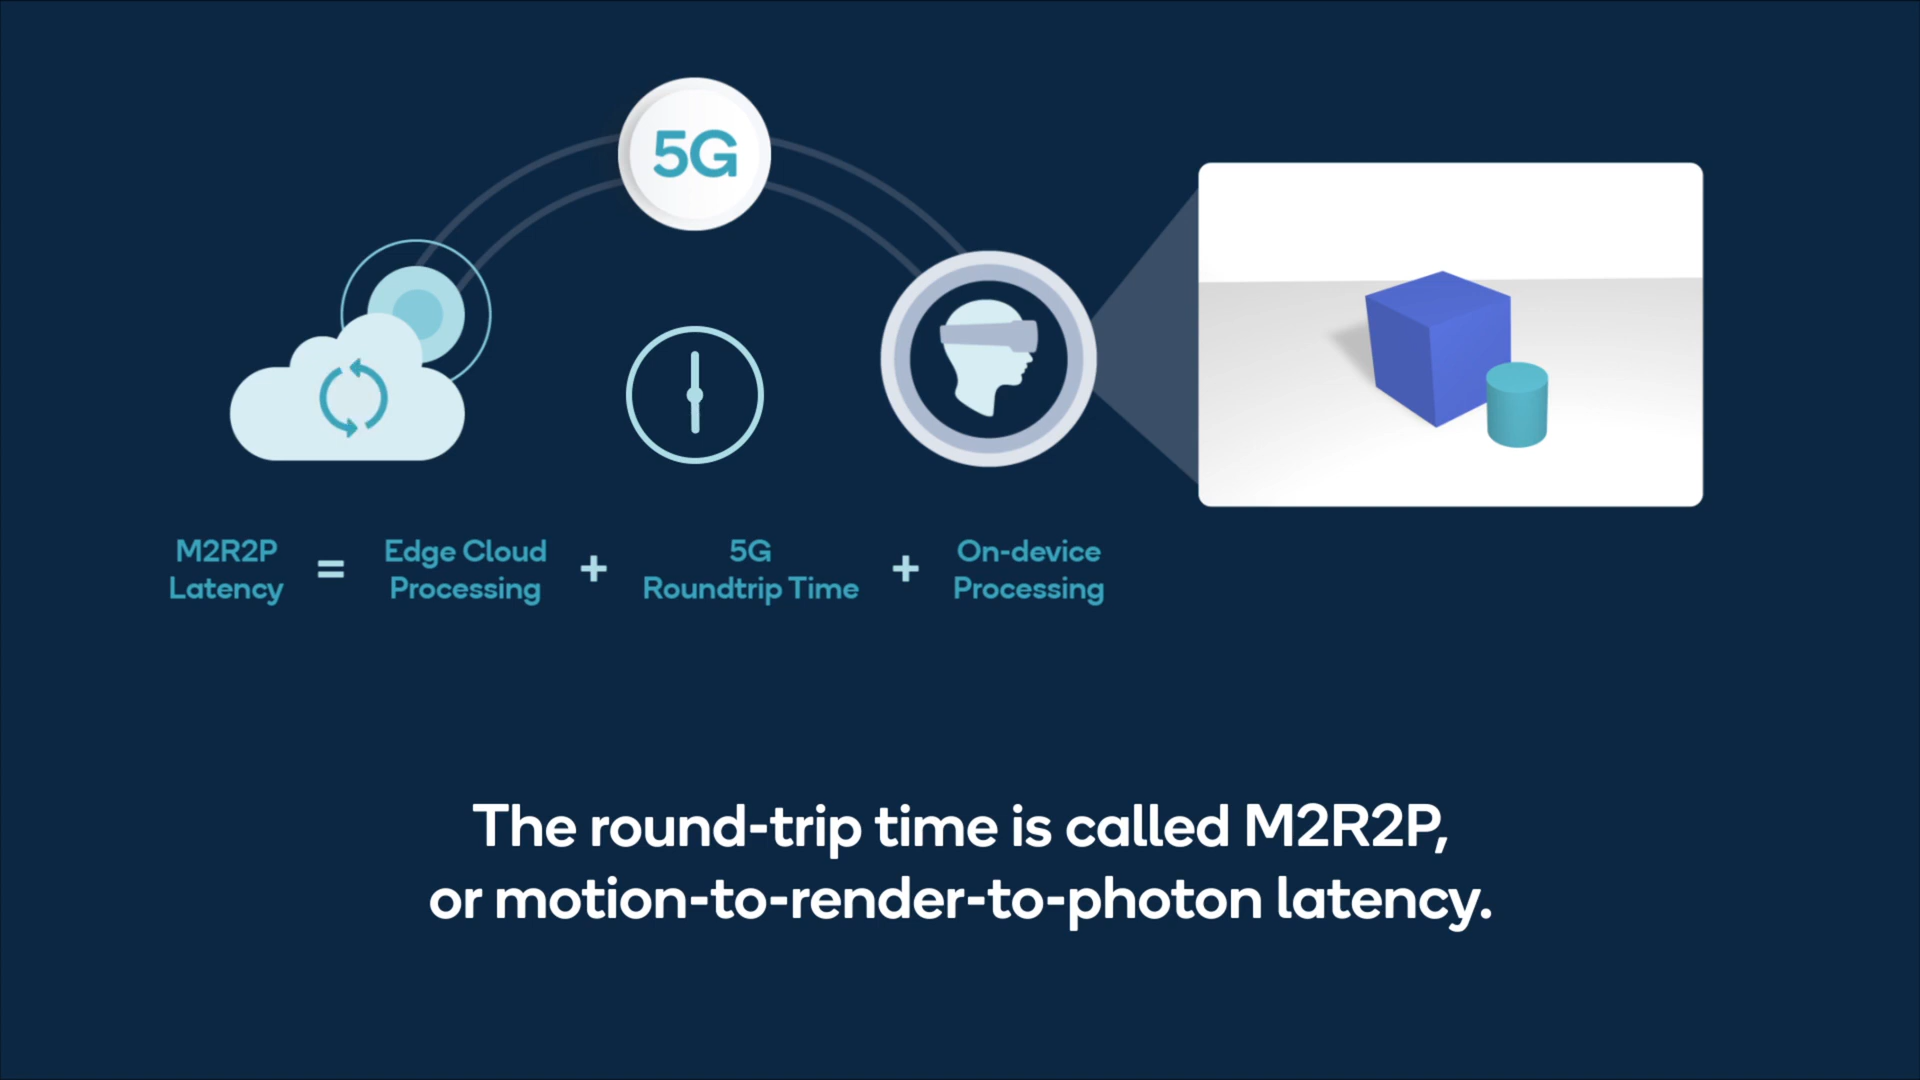 5G
M2R2P
Latency
=
Edge Cloud
Processing
+
5G
Roundtrip Time
+
On-device
Processing
The round-trip time is called M2R2P,
or motion-to-render-to-photon latency.